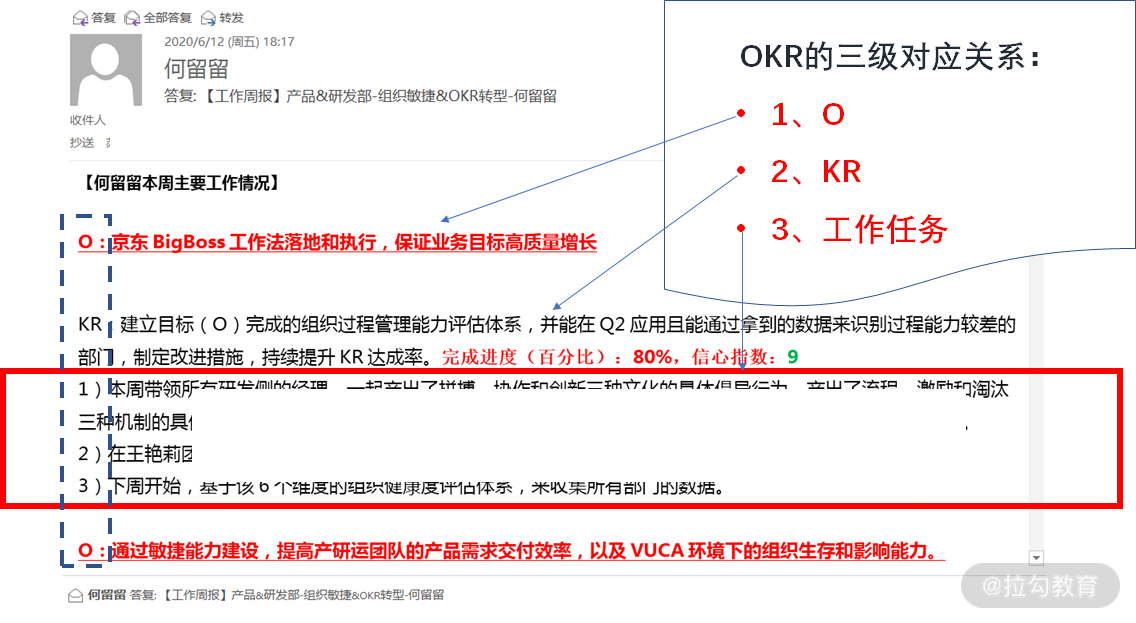 答复 全部答复 转发
2020/6/12 (周五) 18:17
何留留
答复: 【工作周报】产品&研发部-组织敏捷&OKR转型-何留留
收件人
抄送
OKR的三级对应关系：
1、O
2、KR
3、工作任务
【何留留本周主要工作情况】
O：京东 BigBoss 工作法落地和执行，保证业务目标高质量增长
KR：建立目标（O）完成的组织过程管理能力评估体系，并能在 Q2 应用且能通过拿到的数据来识别过程能力较差的
部门，制定改进措施，持续提升 KR 达成率。完成进度（百分比）：80%，信心指数：9
1）本周带领所有研发侧的经理，一起产出了拼搏、协作和创新三种文化的具体倡导行为，产出了流程、激励和淘汰
三种机制的具
2）在王艳莉团
3）下周开始，基于该 6 个维度的组织健康度评估体系，来收集所有部门的数据。
O：通过敏捷能力建设，提高产研运团队的产品需求交付效率，以及 VUCA 环境下的组织生存和影响能力。
何留留 答复: 【工作周报】产品&研发部-组织敏捷&OKR转型-何留留
@拉勾教育